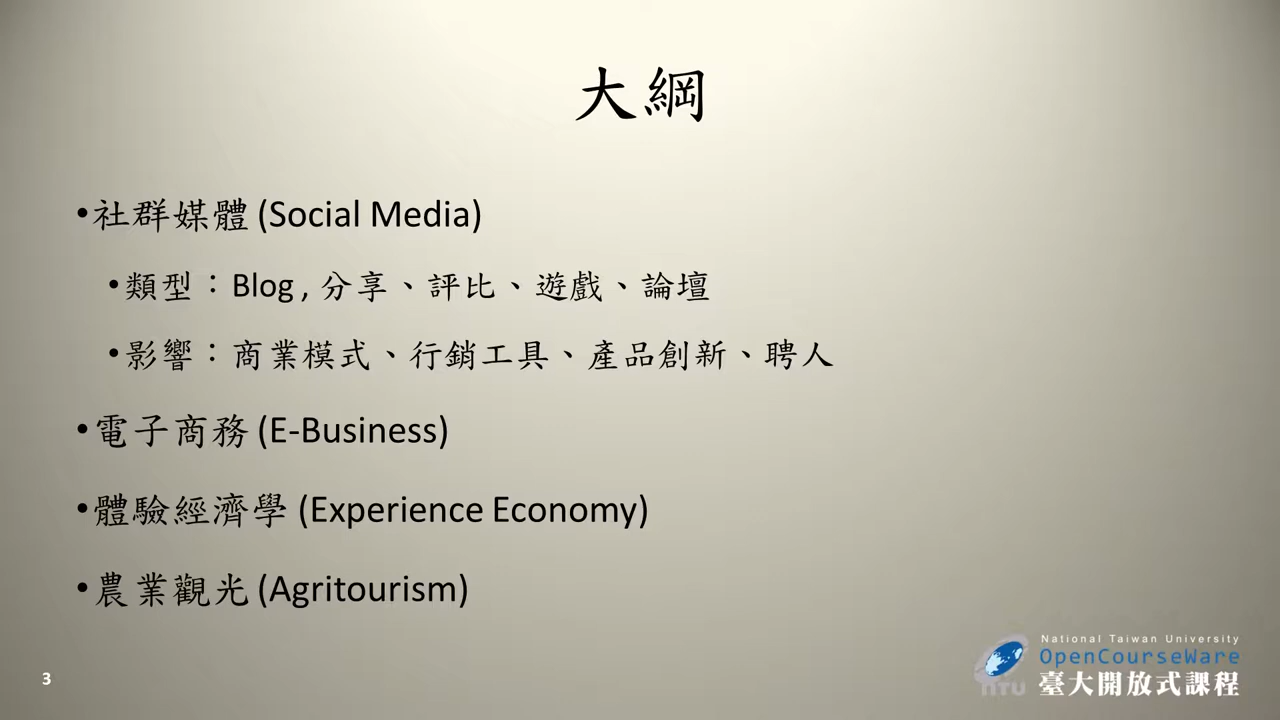 大綱
•社群媒體 (Social Media)
•類型：Blog , 分享、評比、遊戲、論壇
•影響：商業模式、行銷工具、產品創新、聘人
•電子商務 (E-Business)
•體驗經濟學 (Experience Economy)
•農業觀光 (Agritourism)
3
National Taiwan University
OpenCourseWare
NTU
臺大開放式課程